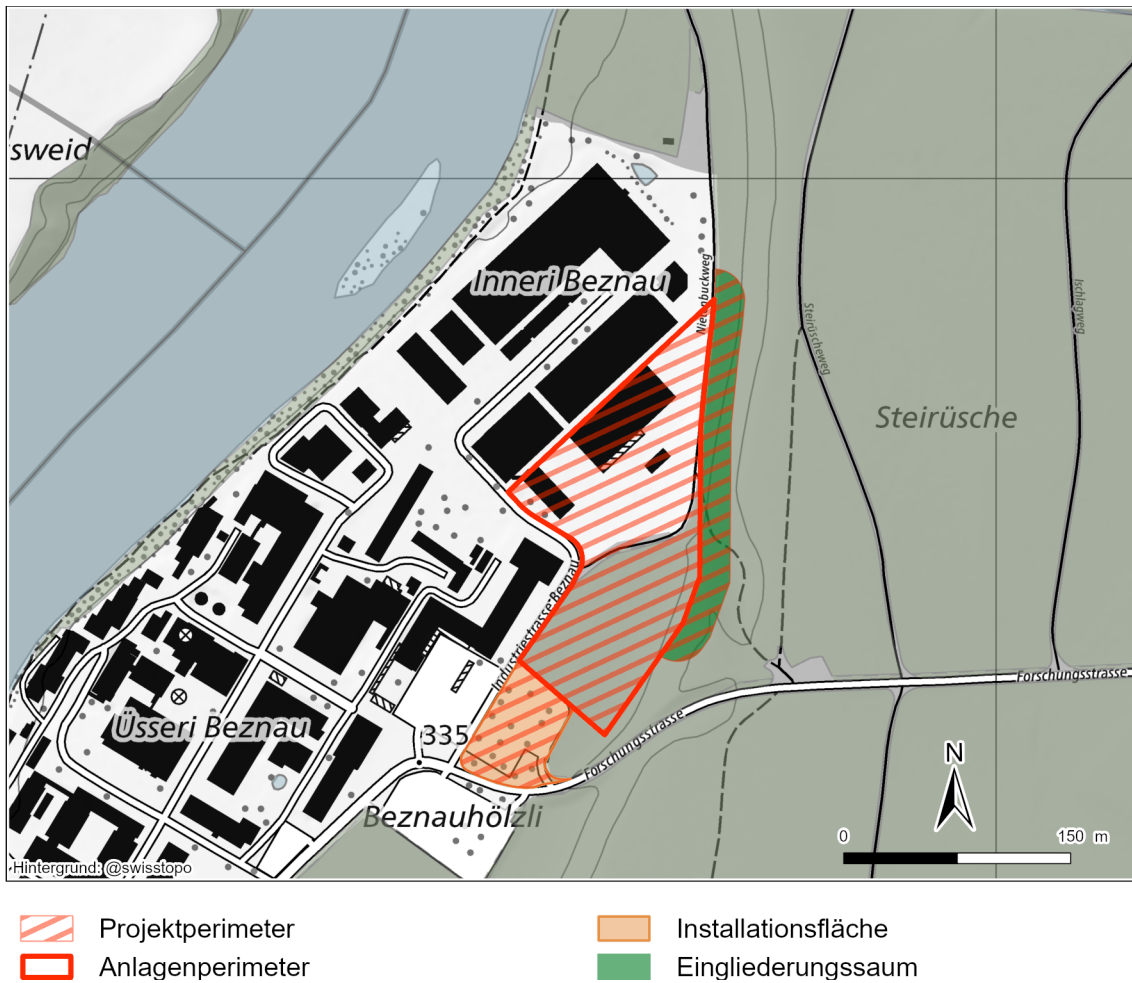 sweid
Inneri Beznau
Nietenbuckweg
Steirüscheweg
Ischlagweg
Steirüsche
Industriestrasse Beznau
Üsseri Beznau
335
Forschungsstrasse
Forschungsstrasse
Beznauhölzli
N
0 150 m
Hintergrund: @swisstopo
Projektperimeter
Installationsfläche
Anlagenperimeter
Eingliederungssaum